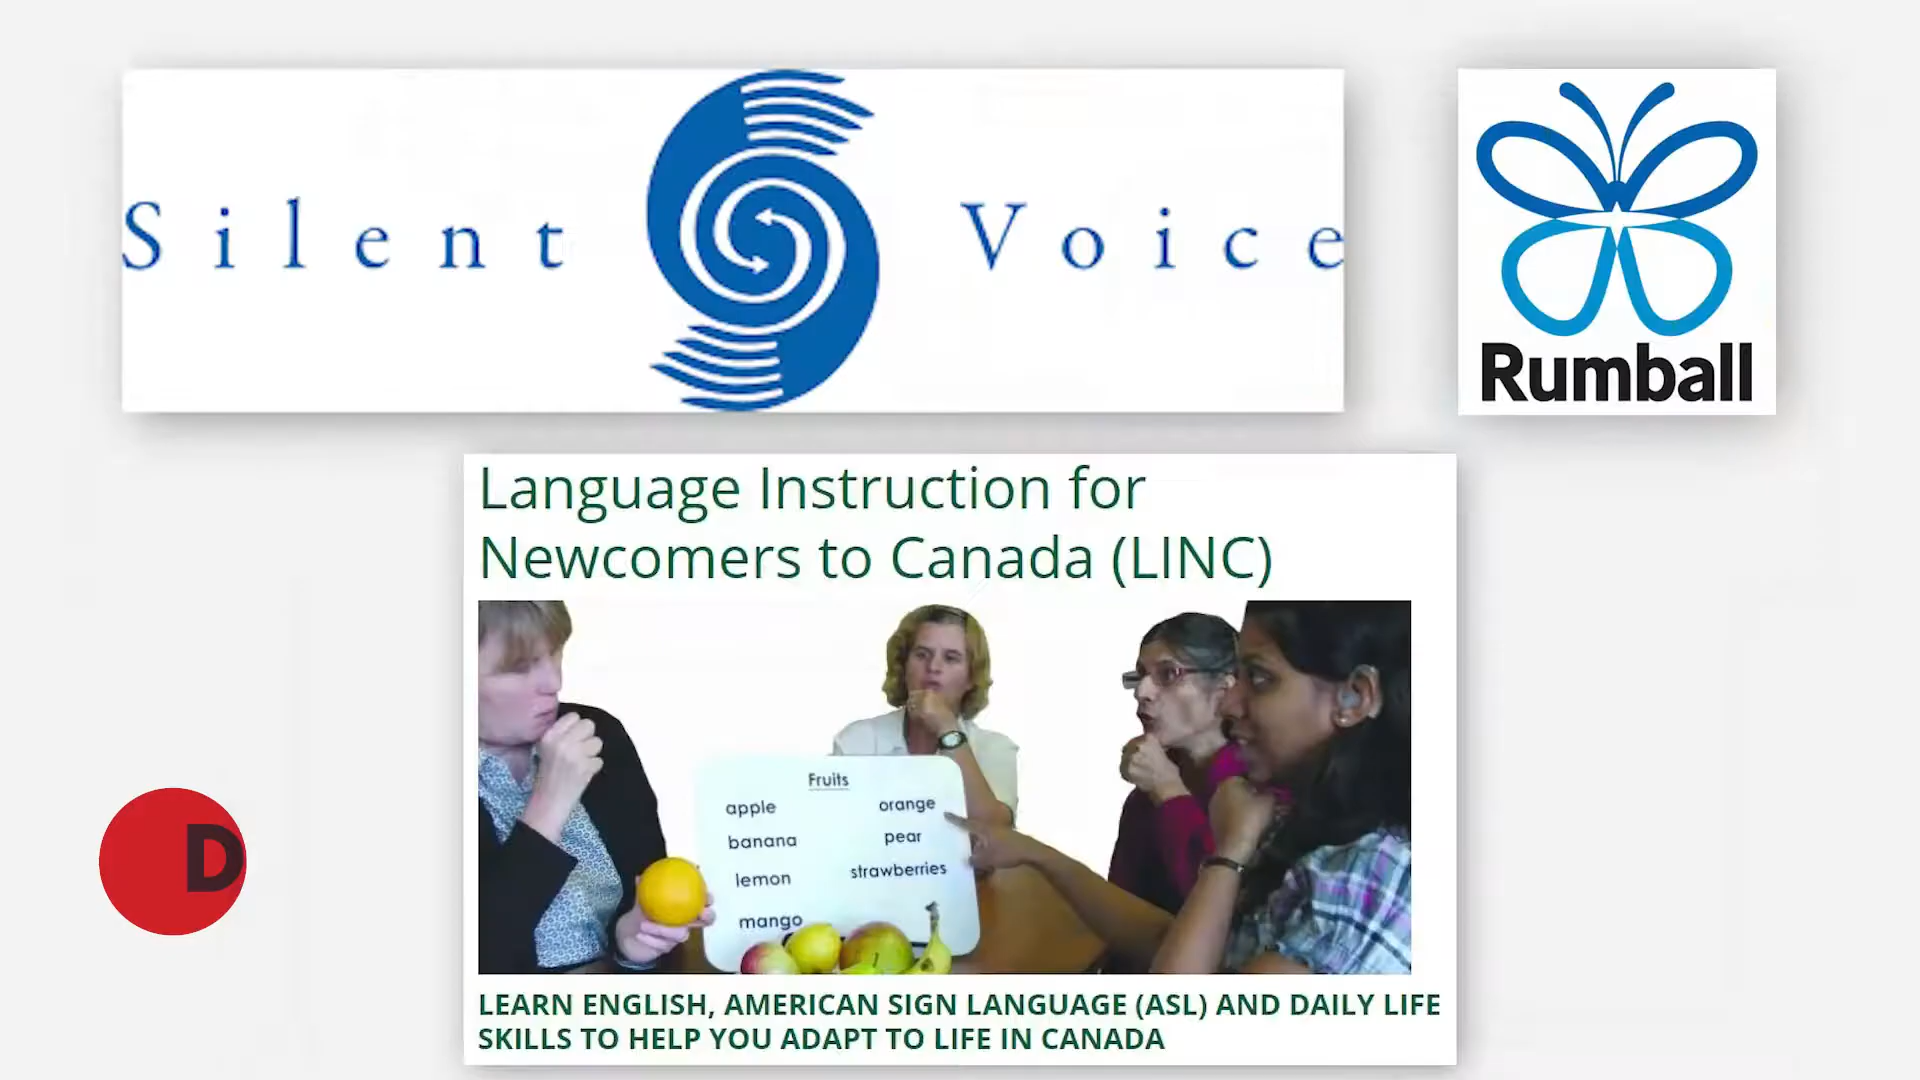 Silent Voice
Rumball
Language Instruction for
Newcomers to Canada (LINC)
Fruits
apple orange
banana pear
lemon strawberries
mango
D
LEARN ENGLISH, AMERICAN SIGN LANGUAGE (ASL) AND DAILY LIFE
SKILLS TO HELP YOU ADAPT TO LIFE IN CANADA